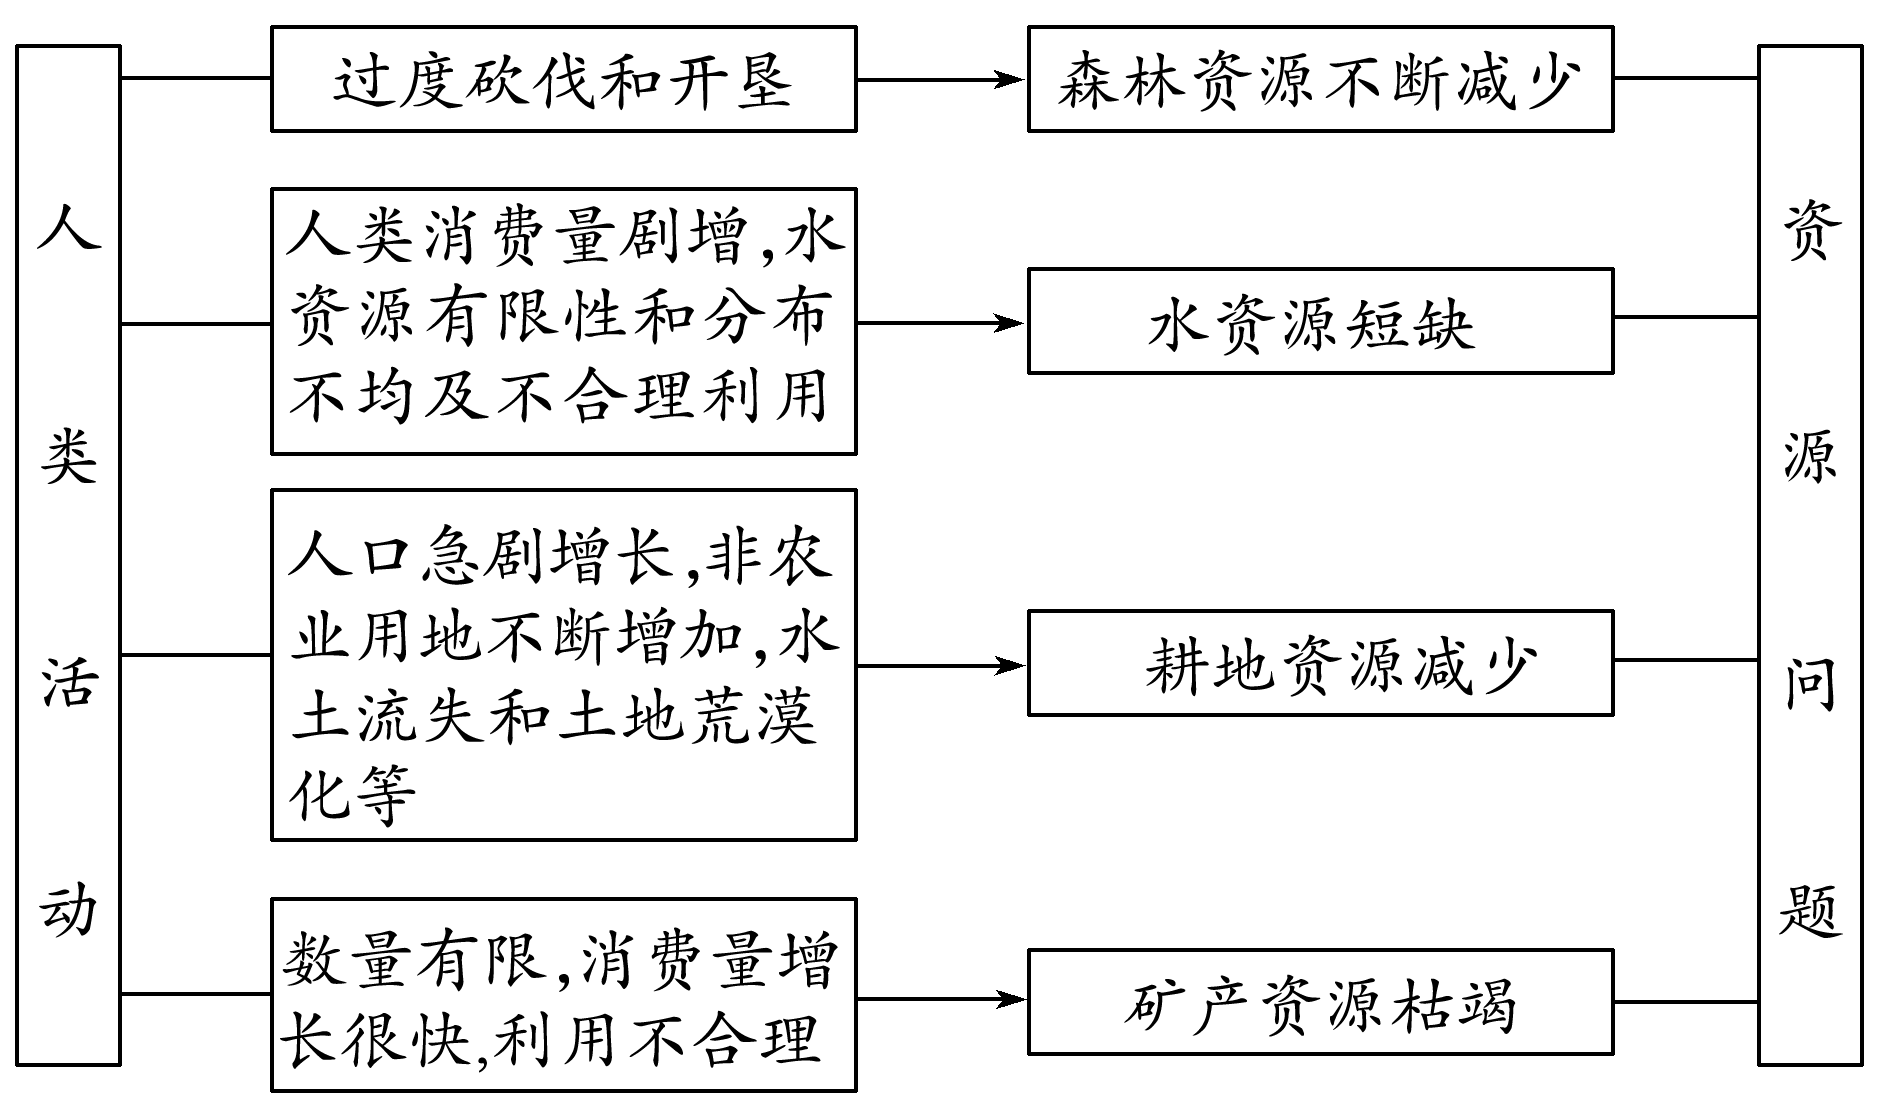 人类活动
过度砍伐和开垦
森林资源不断减少
人类消费量剧增,水
资源有限性和分布
不均及不合理利用
水资源短缺
人口急剧增长,非农
业用地不断增加,水
土流失和土地荒漠
化等
耕地资源减少
数量有限,消费量增
长很快,利用不合理
矿产资源枯竭
资源问题